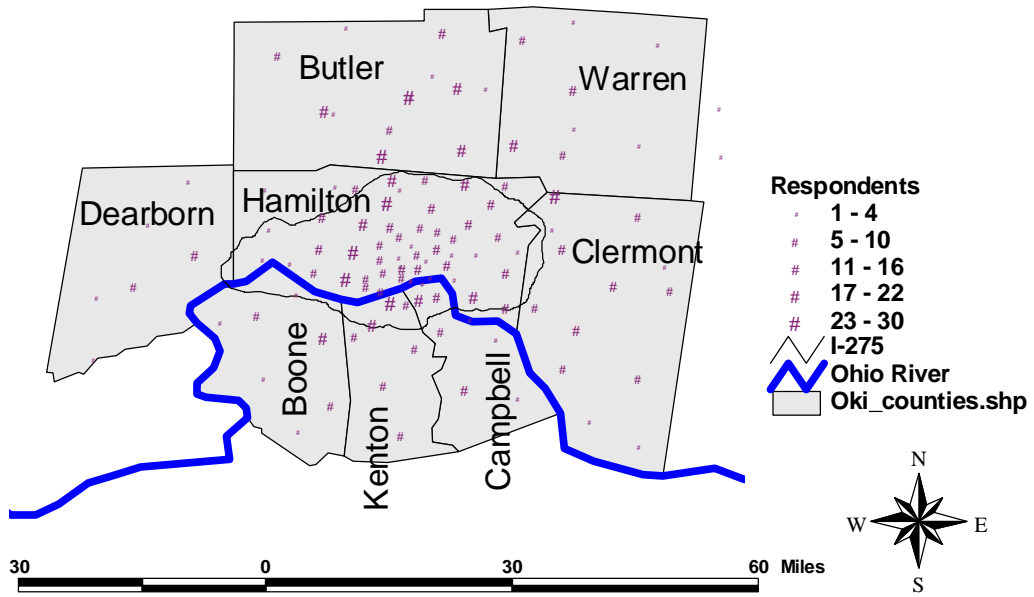 Butler
Warren
Hamilton
Dearborn
Clermont
Boone
Kenton
Campbell
Respondents
# 1 - 4
# 5 - 10
# 11 - 16
# 17 - 22
# 23 - 30
I-275
Ohio River
Oki_counties.shp
N
W E
S
30 0 30 60 Miles